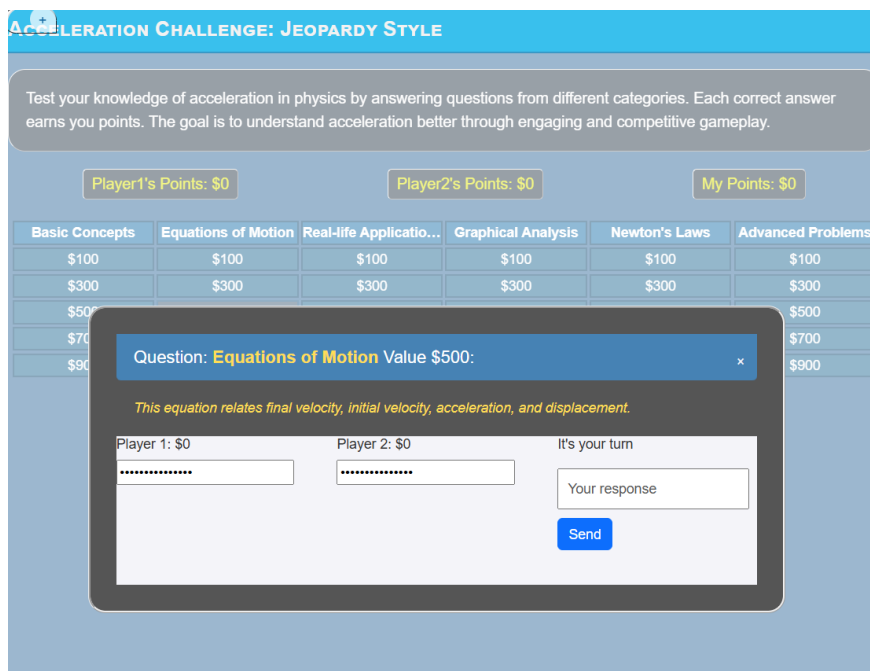 Acceleration Challenge: Jeopardy Style
+
Test your knowledge of acceleration in physics by answering questions from different categories. Each correct answer
earns you points. The goal is to understand acceleration better through engaging and competitive gameplay.
Player1's Points: $0 Player2's Points: $0 My Points: $0
Basic Concepts Equations of Motion Real-life Applicatio... Graphical Analysis Newton's Laws Advanced Problems
$100 $100 $100 $100 $100 $100
$300 $300 $300 $300 $300 $300
$500
$700
$900
Question: Equations of Motion Value $500:
×
This equation relates final velocity, initial velocity, acceleration, and displacement.
Player 1: $0 Player 2: $0 It's your turn
••••••••••••••• •••••••••••••••
Your response
Send